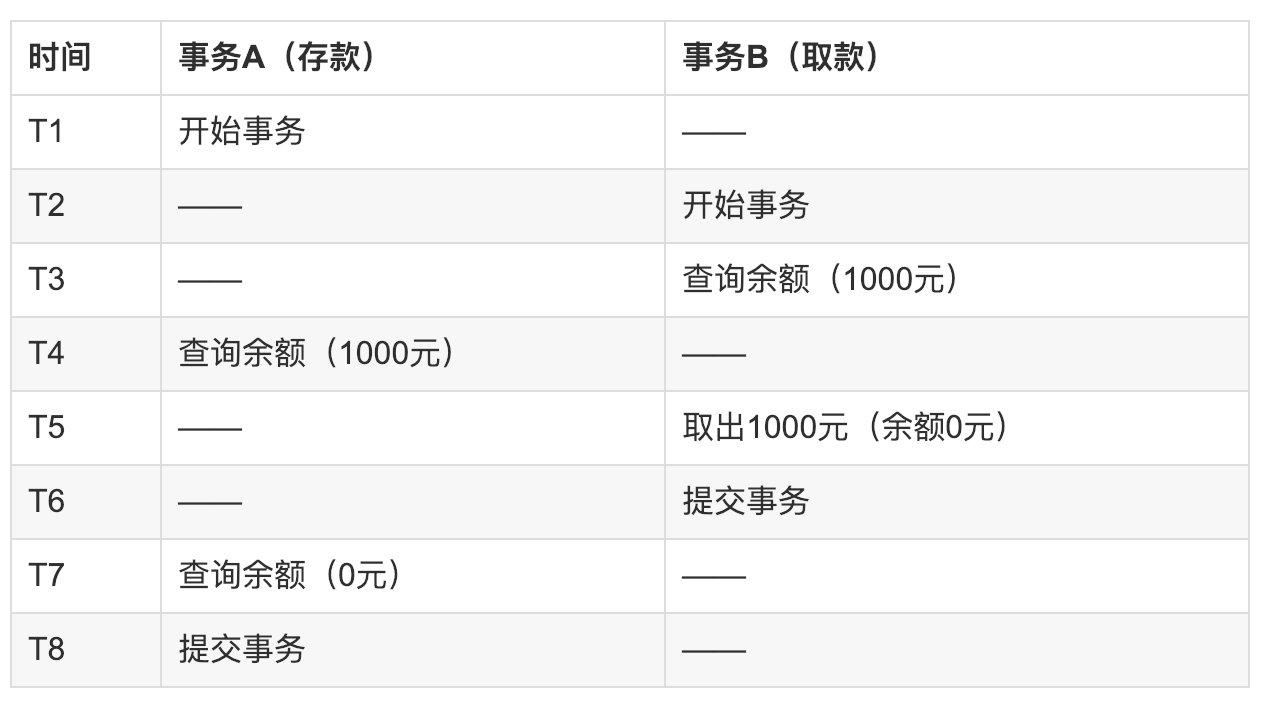 时间 事务A（存款） 事务B（取款）
T1 开始事务 ——
T2 —— 开始事务
T3 —— 查询余额（1000元）
T4 查询余额（1000元） ——
T5 —— 取出1000元（余额0元）
T6 —— 提交事务
T7 查询余额（0元） ——
T8 提交事务 ——